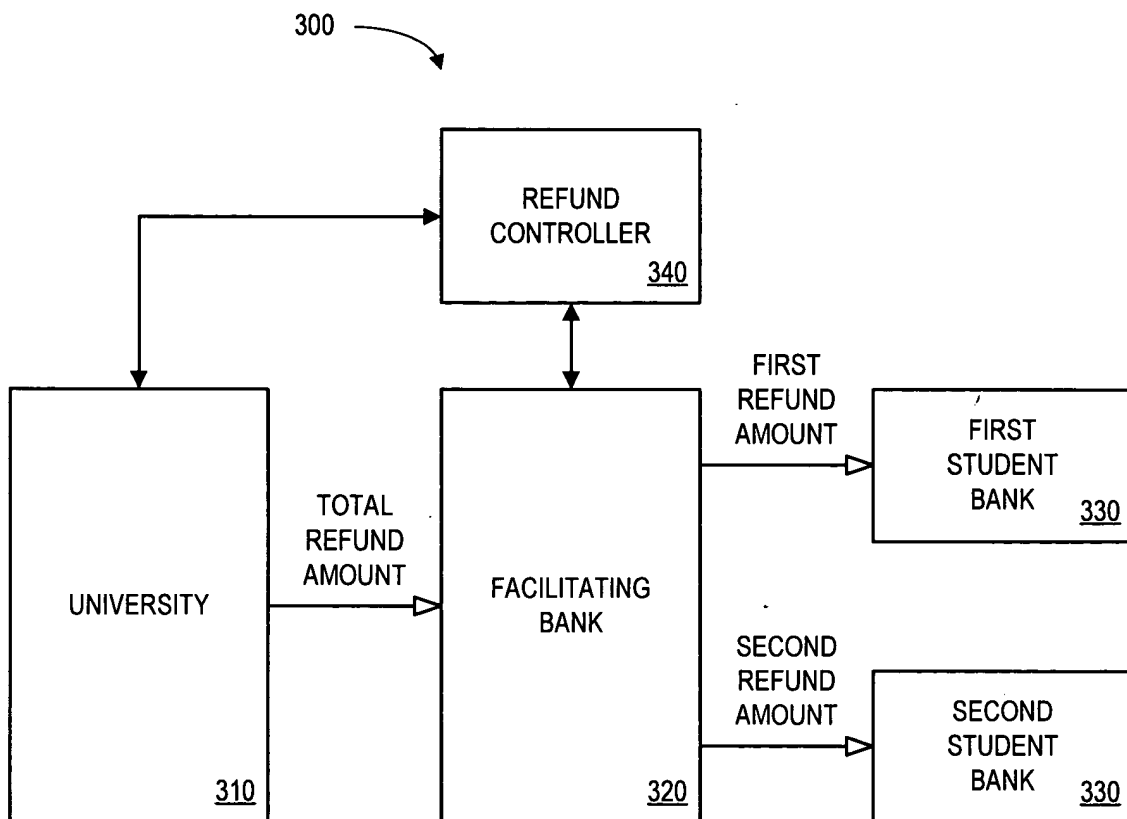 300
REFUND
CONTROLLER
340
FIRST
REFUND
AMOUNT
FIRST
STUDENT
BANK
330
TOTAL
REFUND
AMOUNT
UNIVERSITY
310
FACILITATING
BANK
320
SECOND
REFUND
AMOUNT
SECOND
STUDENT
BANK
330